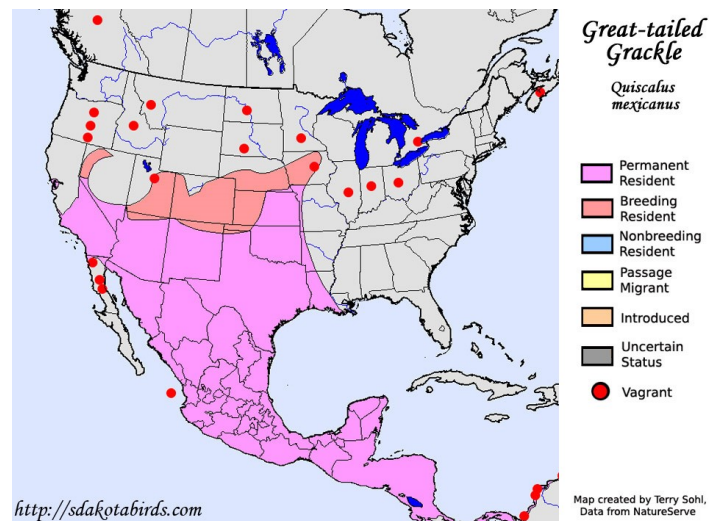 Great-tailed
Grackle
Quiscalus
mexicanus
Permanent
Resident
Breeding
Resident
Nonbreeding
Resident
Passage
Migrant
Introduced
Uncertain
Status
Vagrant
http://sdakotabirds.com
Map created by Terry Sohl,
Data from NatureServe